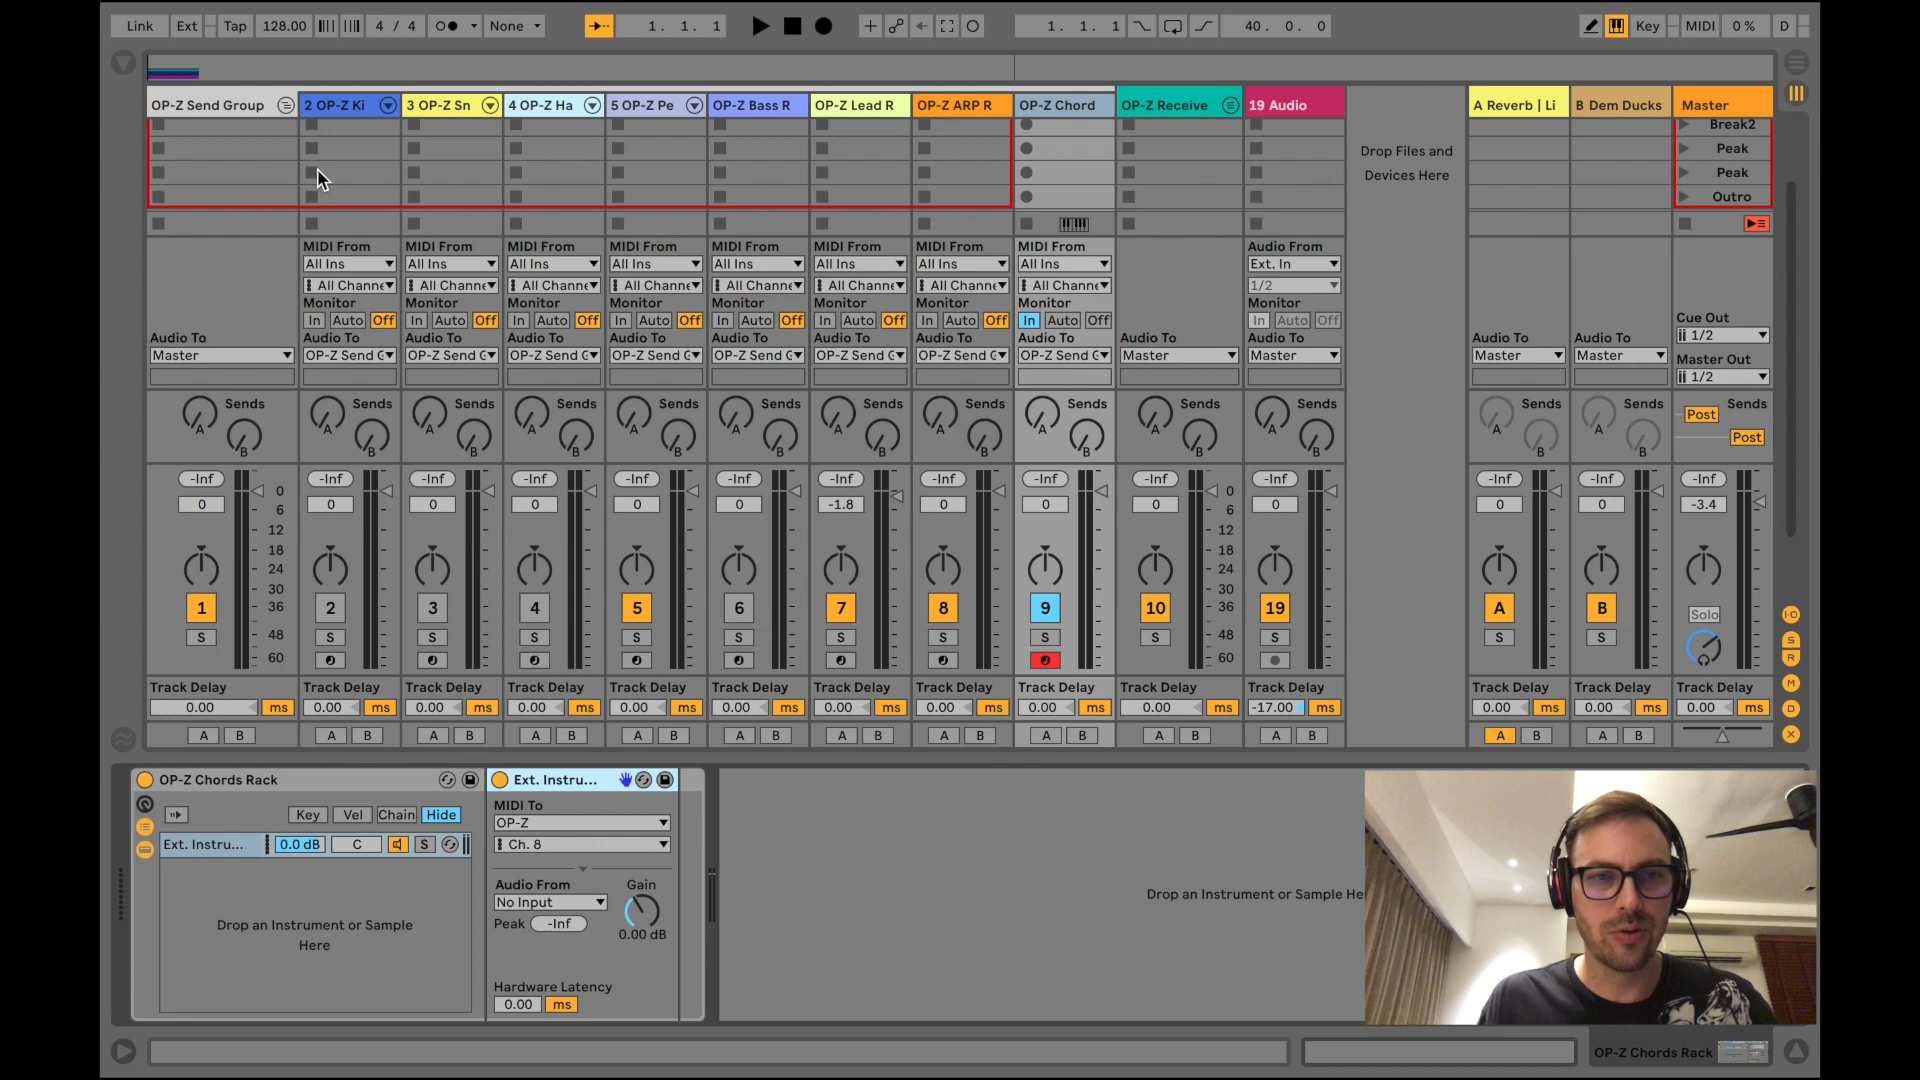 Link Ext Tap 128.00 4 / 4 None 1. 1. 1 1. 1. 1 40. 0. 0 Key MIDI 0 % D
OP-Z Send Group 2 OP-Z Ki 3 OP-Z Sn 4 OP-Z Ha 5 OP-Z Pe OP-Z Bass R OP-Z Lead R OP-Z ARP R OP-Z Chord OP-Z Receive 19 Audio A Reverb | Li B Dem Ducks Master
Break2
Drop Files and
Devices Here
Peak
Peak
Outro
MIDI From MIDI From MIDI From MIDI From MIDI From MIDI From MIDI From MIDI From Audio From
All Ins All Ins All Ins All Ins All Ins All Ins All Ins All Ins Ext. In
All Channe All Channe All Channe All Channe All Channe All Channe All Channe All Channe 1/2
Monitor Monitor Monitor Monitor Monitor Monitor Monitor Monitor Monitor
In Auto Off In Auto Off In Auto Off In Auto Off In Auto Off In Auto Off In Auto Off In Auto Off In Auto Off Cue Out
Audio To Audio To Audio To Audio To Audio To Audio To Audio To Audio To Audio To Audio To Audio To Audio To Audio To 1/2
Master OP-Z Send G OP-Z Send G OP-Z Send G OP-Z Send G OP-Z Send G OP-Z Send G OP-Z Send G OP-Z Send G Master Master Master Master Master Out
1/2
Sends Sends Sends Sends Sends Sends Sends Sends Sends Sends Sends Sends Sends Sends
A A A A A A A A A A A A A Post
B B B B B B B B B B B B B Post
-Inf -Inf -Inf -Inf -Inf -Inf -Inf -Inf -Inf -Inf -Inf -Inf -Inf -Inf
0 0 0 0 0 0 -1.8 0 0 0 0 0 0 -3.4
0 6 12 18 24 30 36 48 60
0 6 12 18 24 30 36 48 60
1 2 3 4 5 6 7 8 9 10 19 A B Solo
S S S S S S S S S S S S S
Track Delay Track Delay Track Delay Track Delay Track Delay Track Delay Track Delay Track Delay Track Delay Track Delay Track Delay Track Delay Track Delay Track Delay
0.00 ms 0.00 ms 0.00 ms 0.00 ms 0.00 ms 0.00 ms 0.00 ms 0.00 ms 0.00 ms 0.00 ms -17.00 ms 0.00 ms 0.00 ms 0.00 ms
A B A B A B A B A B A B A B A B A B A B A B A B A B
I-O
S
R
M
D
X
OP-Z Chords Rack
Key Vel Chain Hide
Ext. Instru... 0.0 dB C S
Drop an Instrument or Sample
Here
Ext. Instru...
MIDI To
OP-Z
Ch. 8
Audio From Gain
No Input
Peak -Inf
0.00 dB
Hardware Latency
0.00 ms
Drop an Instrument or Sample He
OP-Z Chords Rack